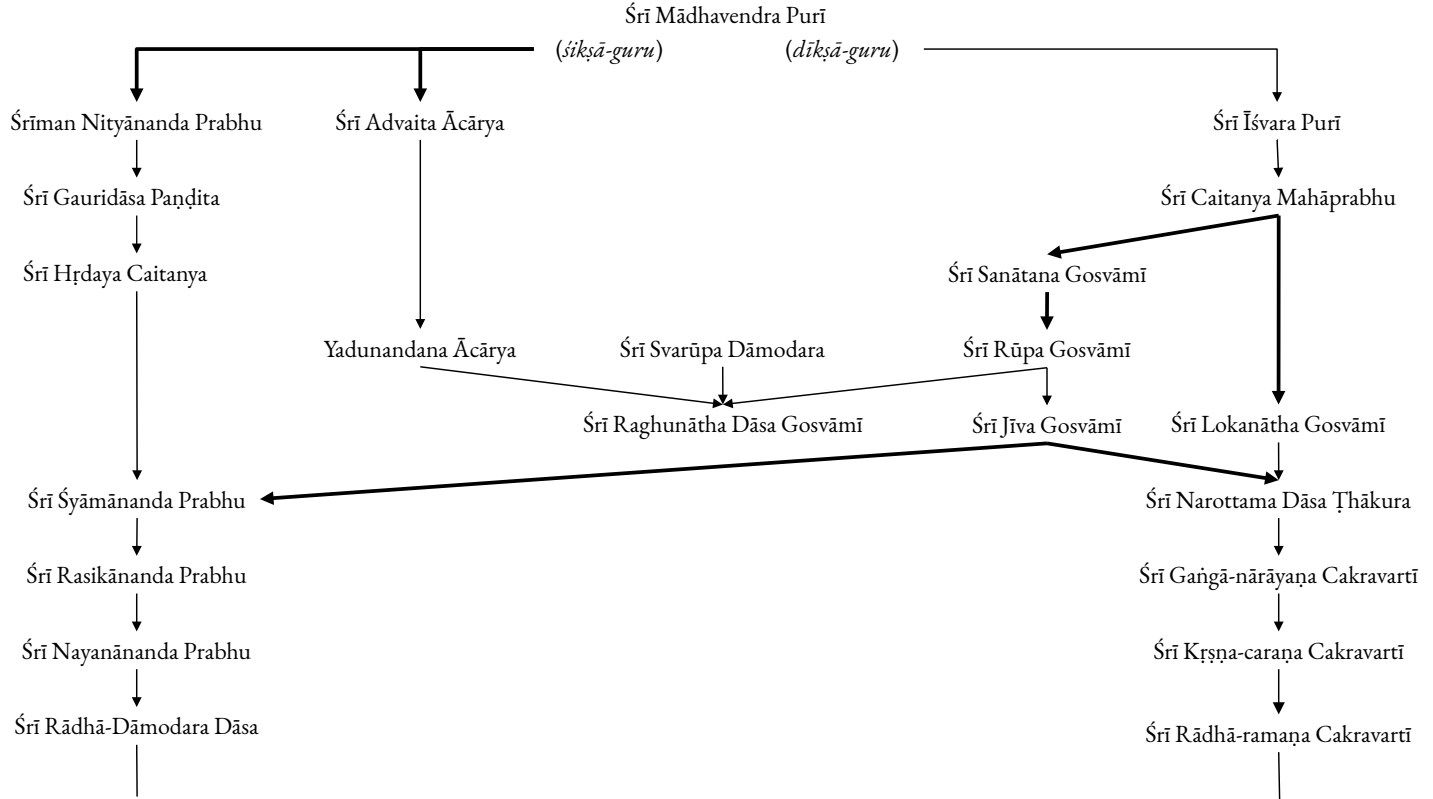 Śrī Mādhavendra Purī
(śikṣā-guru) (dīkṣā-guru)
Śrīman Nityānanda Prabhu Śrī Advaita Ācārya Śrī Īśvara Purī
Śrī Gauridāsa Paṇḍita Śrī Caitanya Mahāprabhu
Śrī Hṛdaya Caitanya Śrī Sanātana Gosvāmī
Yadunandana Ācārya Śrī Svarūpa Dāmodara Śrī Rūpa Gosvāmī
Śrī Raghunātha Dāsa Gosvāmī Śrī Jīva Gosvāmī Śrī Lokanātha Gosvāmī
Śrī Śyāmānanda Prabhu Śrī Narottama Dāsa Ṭhākura
Śrī Rasikānanda Prabhu Śrī Gaṅgā-nārāyaṇa Cakravartī
Śrī Nayanānanda Prabhu Śrī Kṛṣṇa-caraṇa Cakravartī
Śrī Rādhā-Dāmodara Dāsa Śrī Rādhā-ramaṇa Cakravartī